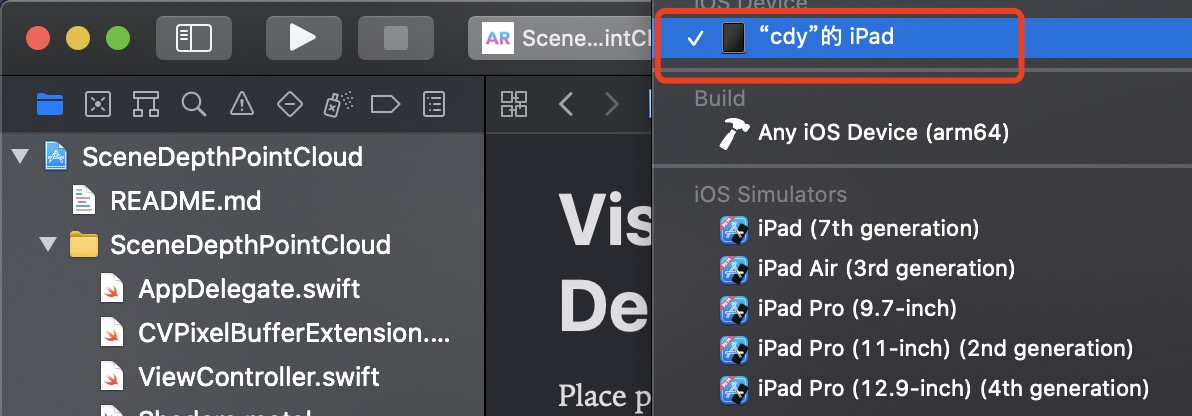 iOS Device
AR Scene...intCl
✓ “cdy”的 iPad
Build
Any iOS Device (arm64)
SceneDepthPointCloud
README.md
SceneDepthPointCloud
AppDelegate.swift
CVPixelBufferExtension....
ViewController.swift
Shaders.metal
Vis
De
Place p
iOS Simulators
iPad (7th generation)
iPad Air (3rd generation)
iPad Pro (9.7-inch)
iPad Pro (11-inch) (2nd generation)
iPad Pro (12.9-inch) (4th generation)